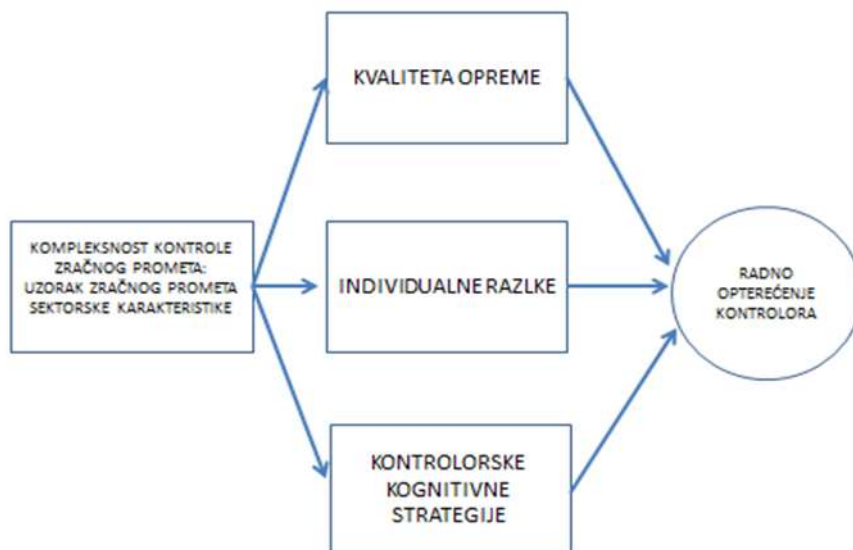 KVALITETA OPREME
KOMPLEKSNOST KONTROLE
ZRAČNOG PROMETA:
UZORAK ZRAČNOG PROMETA
SEKTORSKE KARAKTERISTIKE
INDIVIDUALNE RAZLKE
RADNO
OPTEREĆENJE
KONTROLORA
KONTROLORSKE
KOGNITIVNE
STRATEGIJE